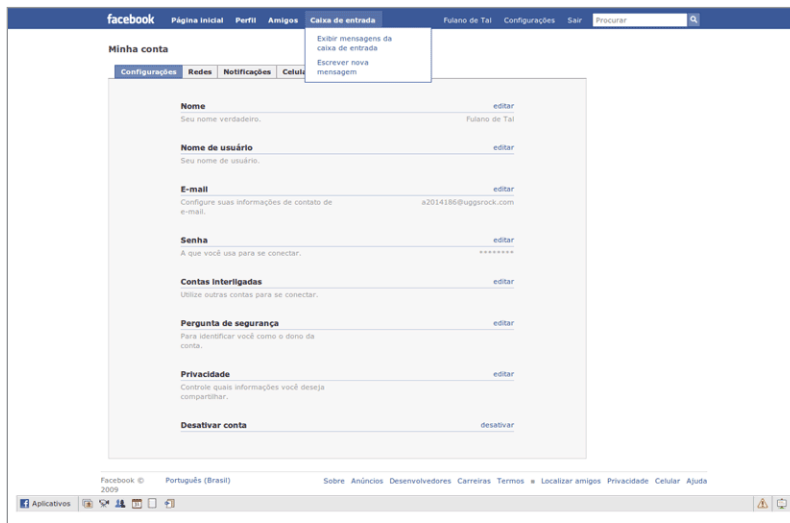 facebook Página inicial Perfil Amigos Caixa de entrada Fulano de Tal Configurações Sair Procurar
Exibir mensagens da
caixa de entrada
Escrever nova
mensagem
Minha conta
Configurações Redes Notificações Celula
Nome editar
Seu nome verdadeiro. Fulano de Tal
Nome de usuário editar
Seu nome de usuário.
E-mail editar
Configure suas informações de contato de
e-mail. a2014186@uggsrock.com
Senha editar
A que você usa para se conectar. ********
Contas interligadas editar
Utilize outras contas para se conectar.
Pergunta de segurança editar
Para identificar você como o dono da
conta.
Privacidade editar
Controle quais informações você deseja
compartilhar.
Desativar conta desativar
Facebook © Português (Brasil) Sobre Anúncios Desenvolvedores Carreiras Termos Localizar amigos Privacidade Celular Ajuda
2009
Aplicativos